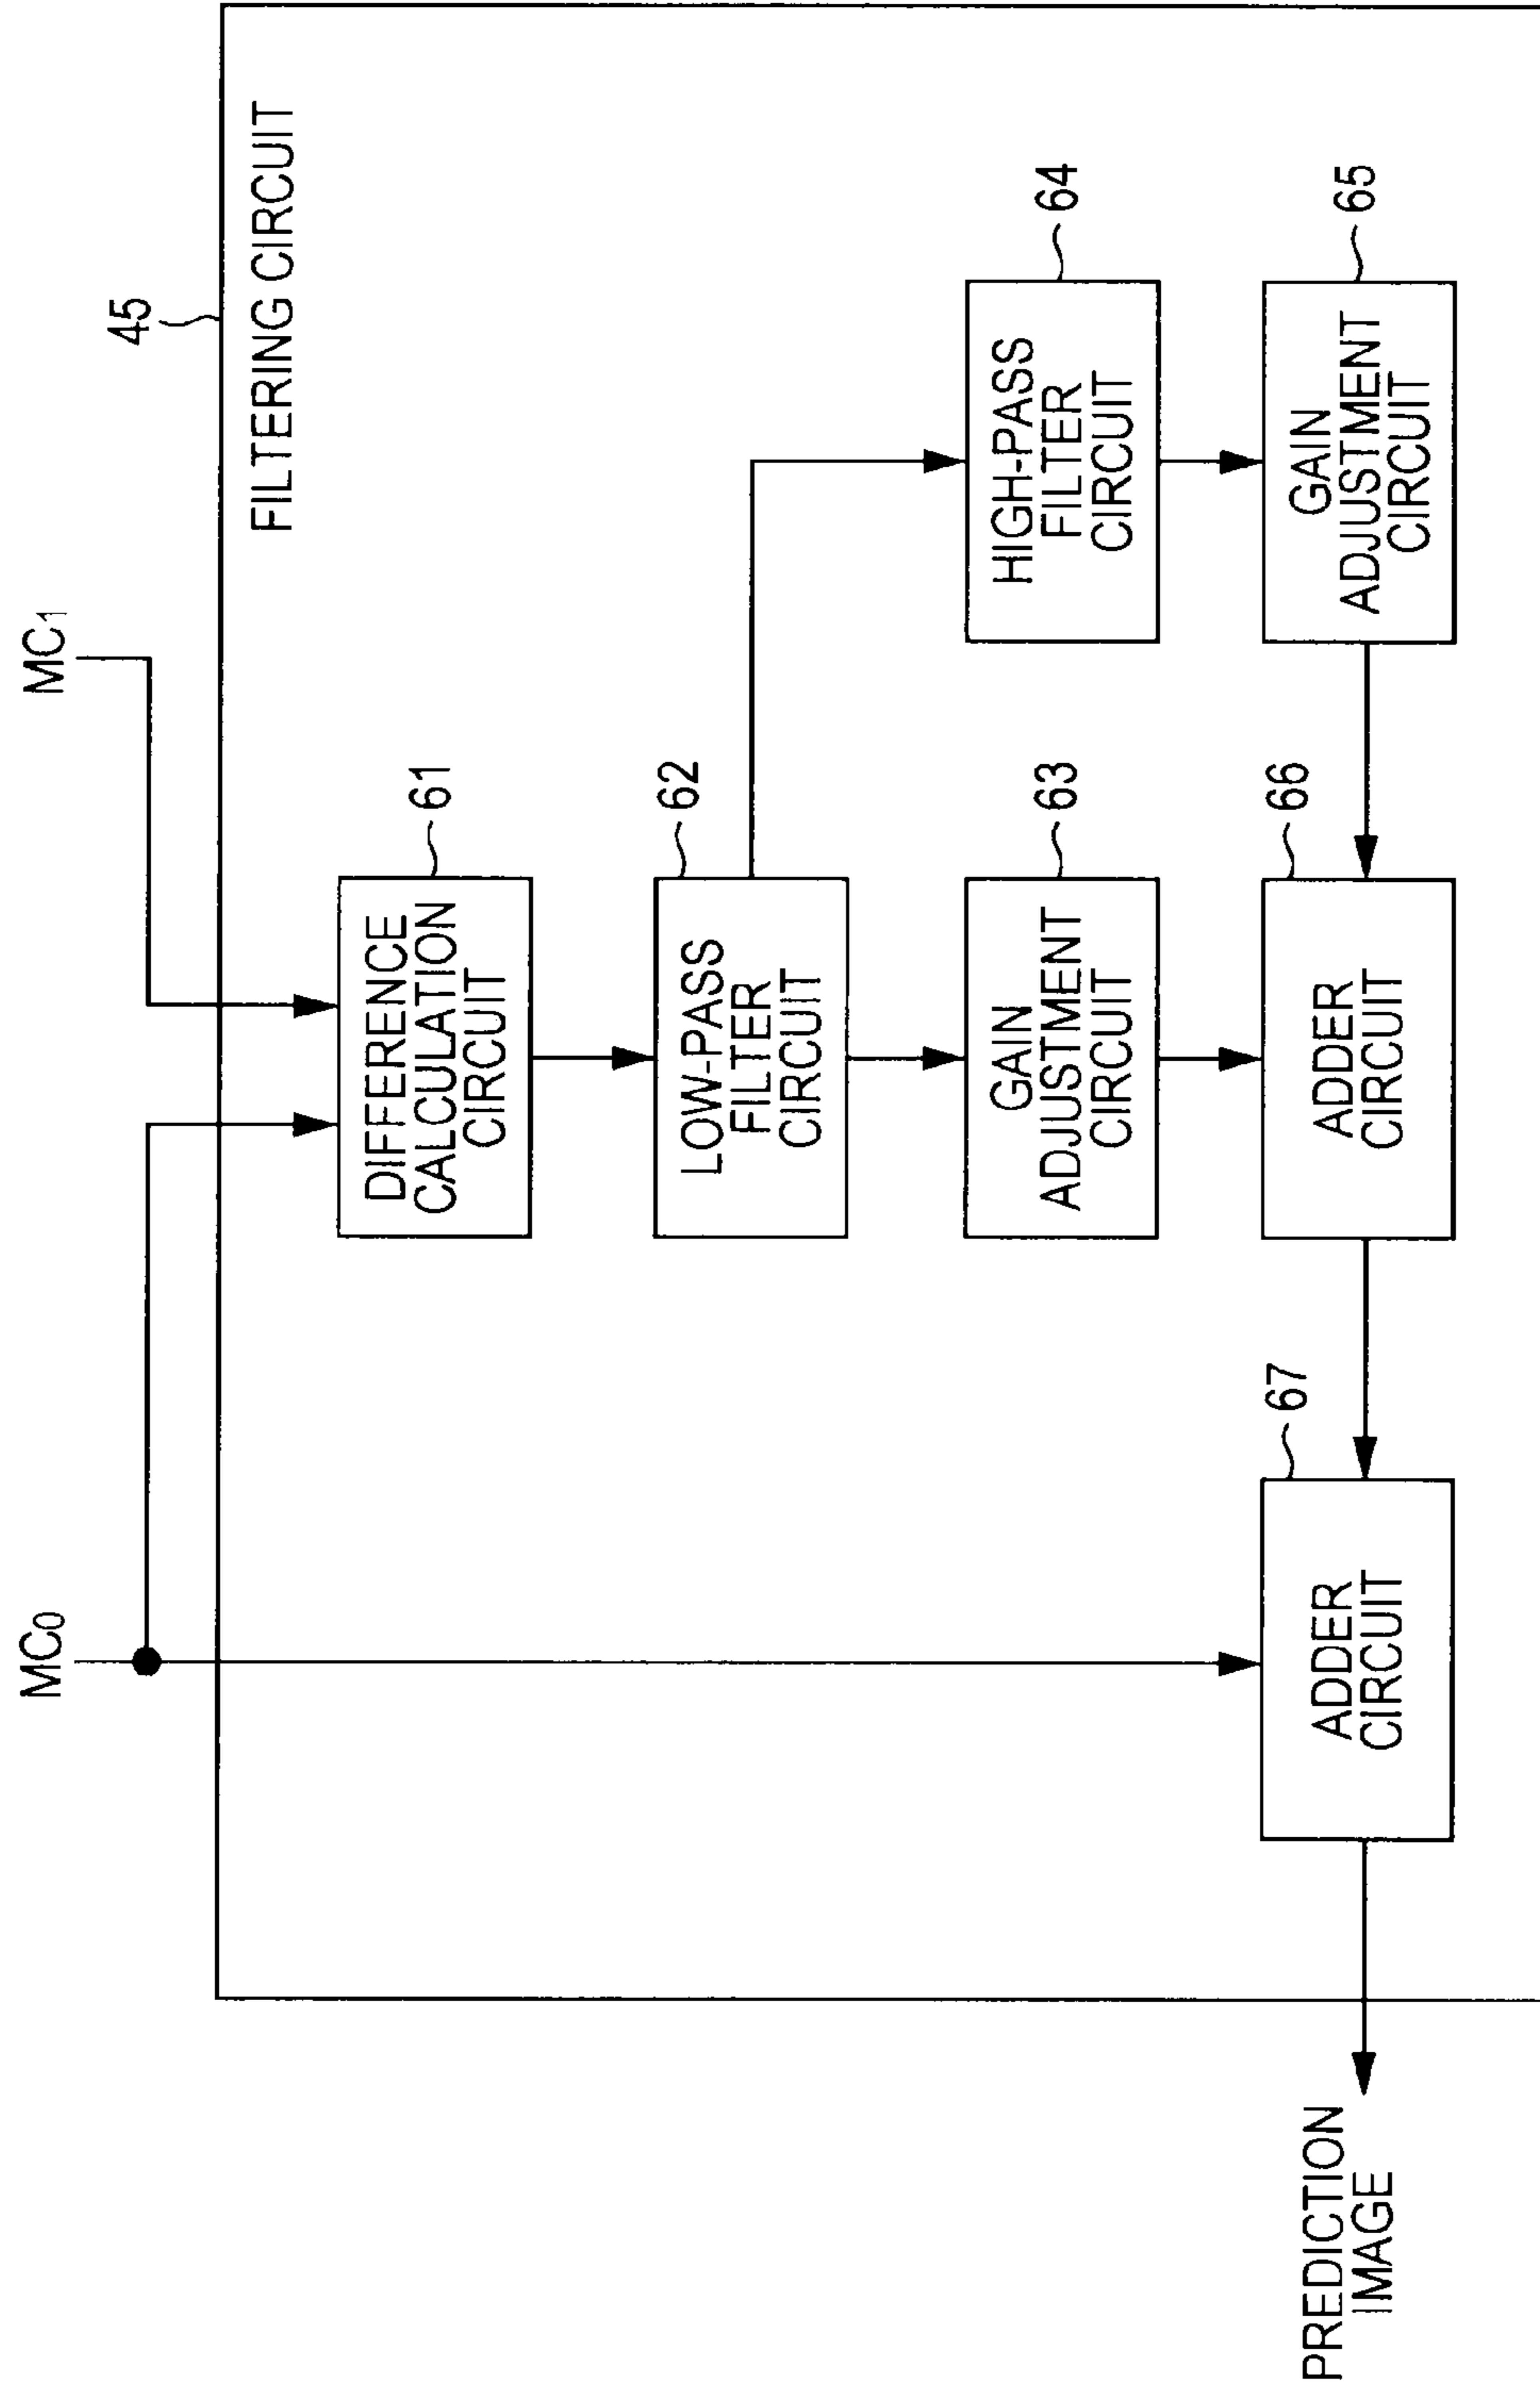 MC0
MC1
45
FILTERING CIRCUIT
61
DIFFERENCE
CALCULATION
CIRCUIT
62
LOW-PASS
FILTER
CIRCUIT
63
GAIN
ADJUSTMENT
CIRCUIT
64
HIGH-PASS
FILTER
CIRCUIT
67
ADDER
CIRCUIT
66
ADDER
CIRCUIT
65
GAIN
ADJUSTMENT
CIRCUIT
PREDICTION
IMAGE